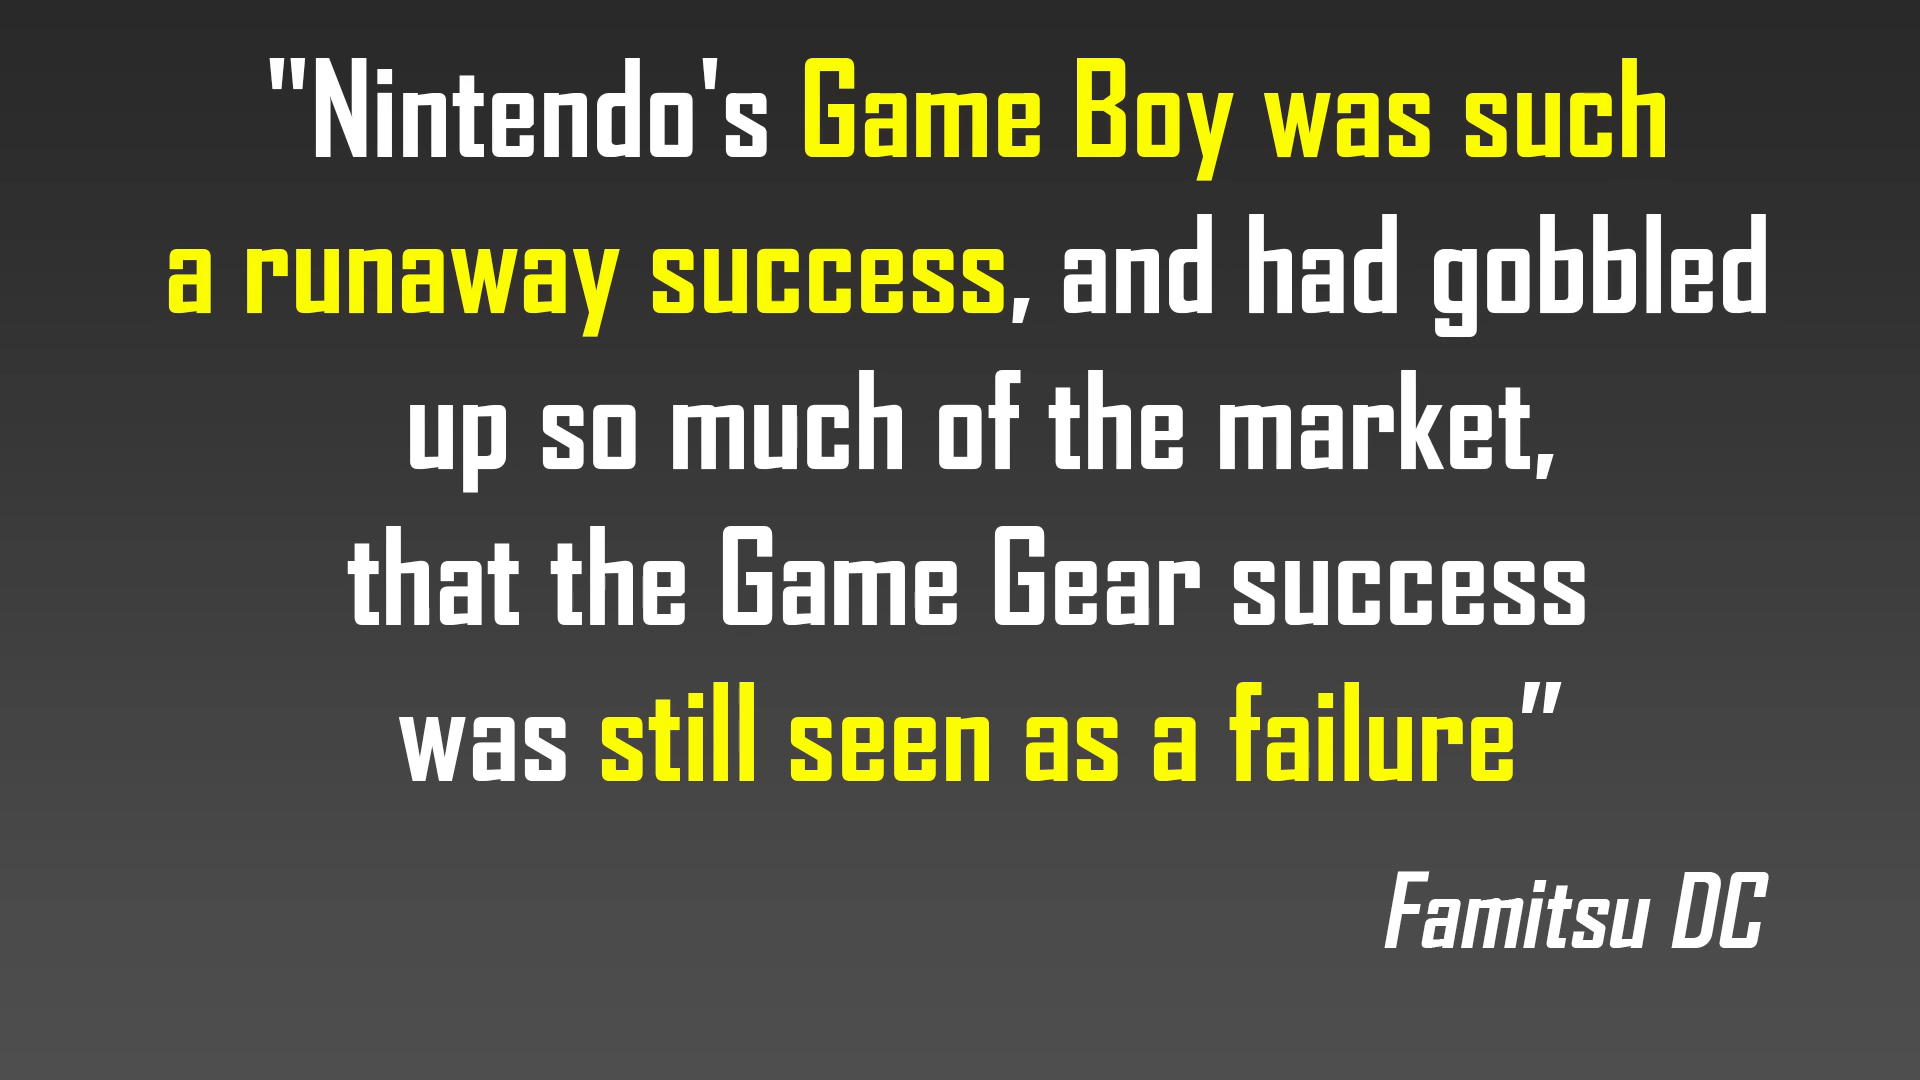 "Nintendo's Game Boy was such
a runaway success, and had gobbled
up so much of the market,
that the Game Gear success
was still seen as a failure”
Famitsu DC